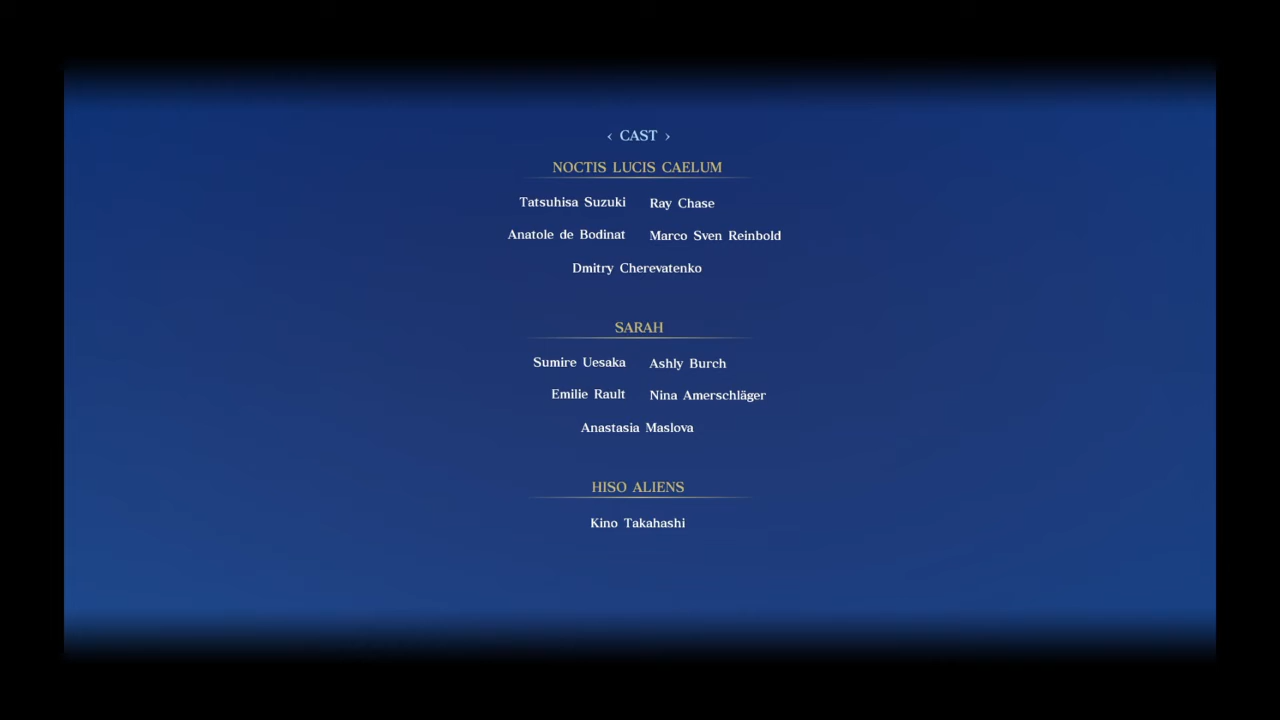 ‹ CAST ›
NOCTIS LUCIS CAELUM
Tatsuhisa Suzuki Ray Chase
Anatole de Bodinat Marco Sven Reinbold
Dmitry Cherevatenko
SARAH
Sumire Uesaka Ashly Burch
Emilie Rault Nina Amerschläger
Anastasia Maslova
HISO ALIENS
Kino Takahashi